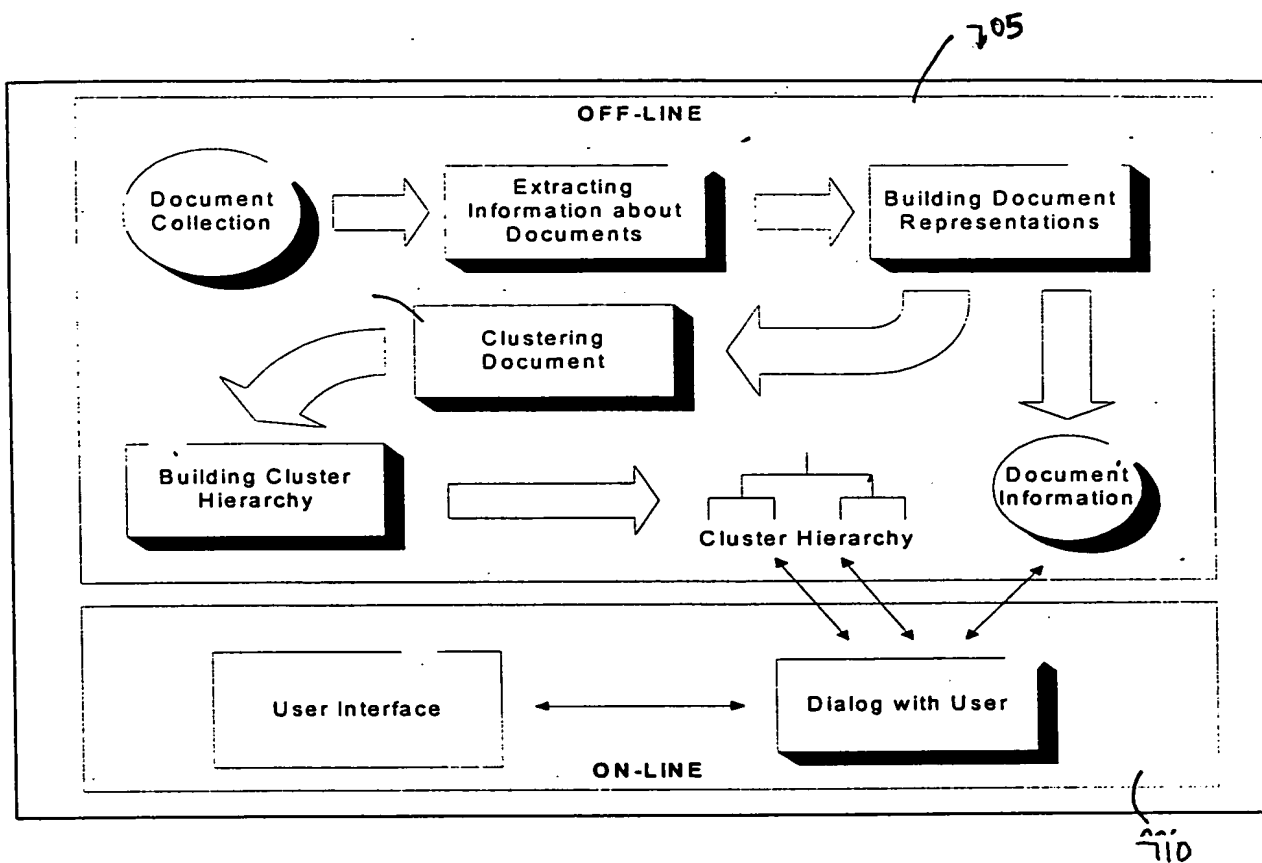 705
OFF-LINE
Document
Collection
Extracting
Information about
Documents
Building Document
Representations
Clustering
Document
Building Cluster
Hierarchy
Cluster Hierarchy
Document
Information
User Interface
Dialog with User
ON-LINE
710